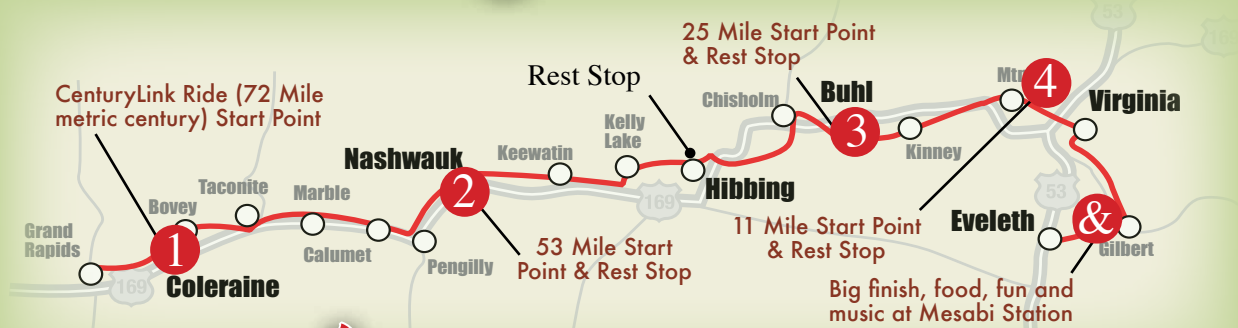 53
169
25 Mile Start Point
& Rest Stop
Rest Stop
CenturyLink Ride (72 Mile
metric century) Start Point
Chisholm
Buhl
3
Mtn
4
Virginia
Kelly
Lake
Keewatin
Nashwauk
2
Kinney
Hibbing
169
53
Taconite
Marble
Bovey
Grand
Rapids
1
Coleraine
169
Calumet
Pengilly
53 Mile Start
Point & Rest Stop
11 Mile Start Point
& Rest Stop
Eveleth
&
Gilbert
Big finish, food, fun and
music at Mesabi Station